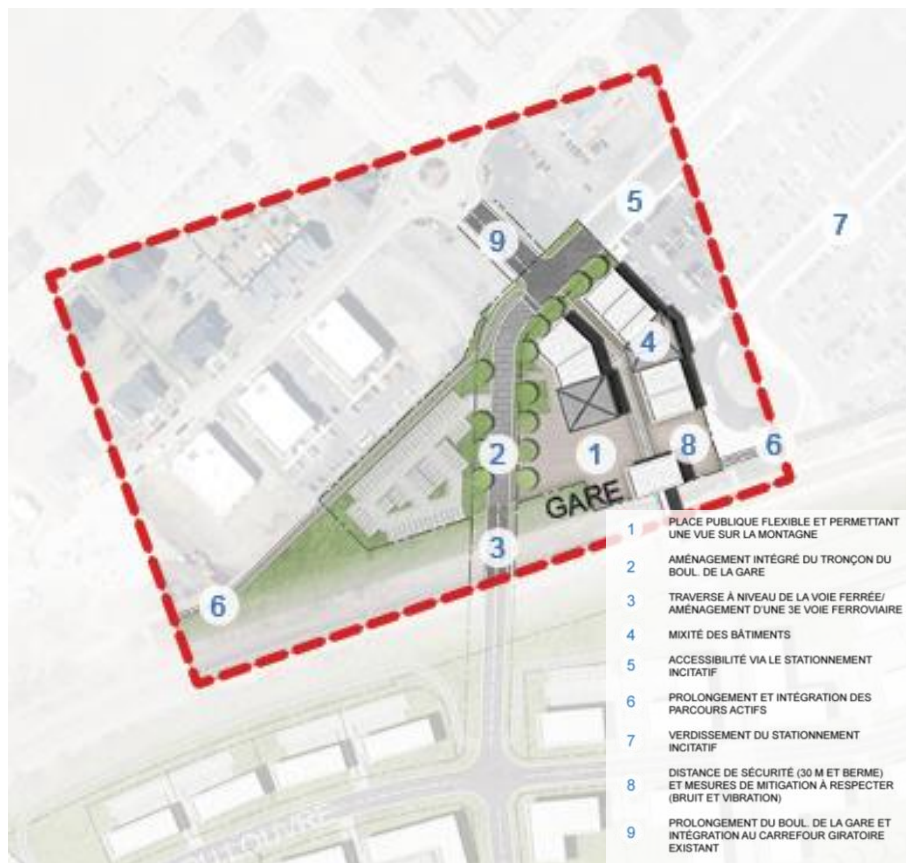 5
7
9
4
2
1
8
6
GARE
3
6
1 PLACE PUBLIQUE FLEXIBLE ET PERMETTANT
UNE VUE SUR LA MONTAGNE
2 AMÉNAGEMENT INTÉGRÉ DU TRONÇON DU
BOUL. DE LA GARE
3 TRAVERSE À NIVEAU DE LA VOIE FERRÉE/
AMÉNAGEMENT D'UNE 3E VOIE FERROVIAIRE
4 MIXITÉ DES BÂTIMENTS
5 ACCESSIBILITÉ VIA LE STATIONNEMENT
INCITATIF
6 PROLONGEMENT ET INTÉGRATION DES
PARCOURS ACTIFS
7 VERDISSEMENT DU STATIONNEMENT
INCITATIF
8 DISTANCE DE SÉCURITÉ (30 M ET BERME)
ET MESURES DE MITIGATION À RESPECTER
(BRUIT ET VIBRATION)
9 PROLONGEMENT DU BOUL. DE LA GARE ET
INTÉGRATION AU CARREFOUR GIRATOIRE
EXISTANT